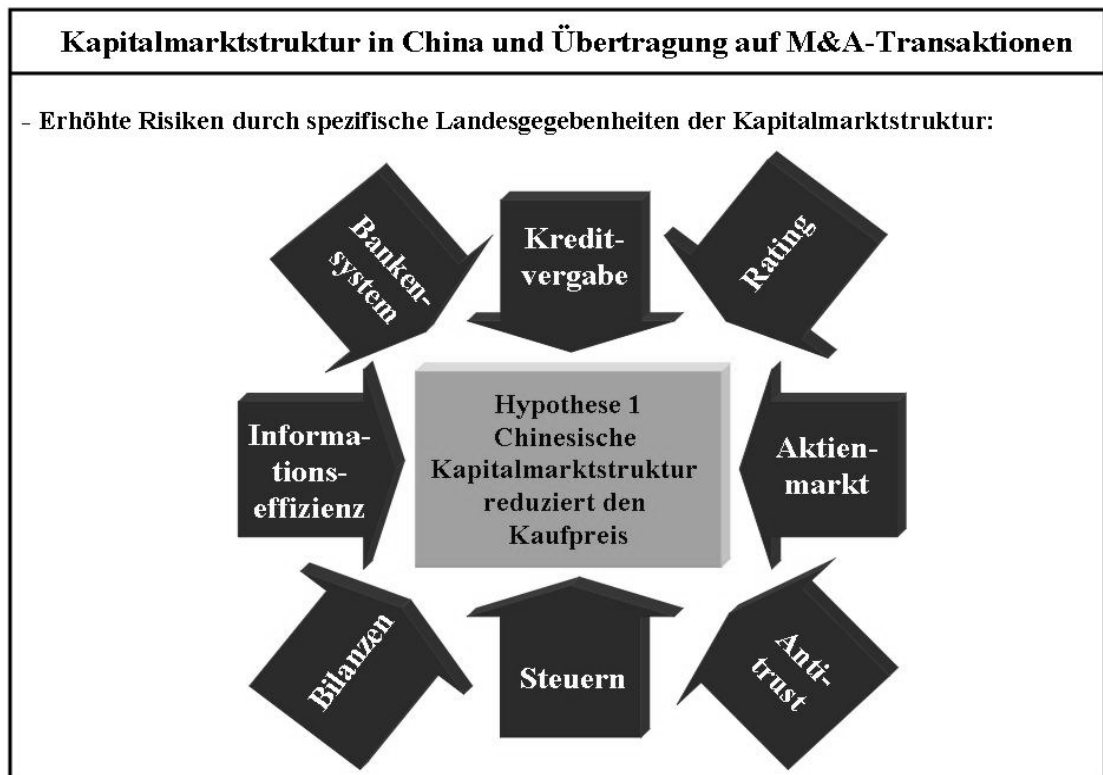 Kapitalmarktstruktur in China und Übertragung auf M&A-Transaktionen
- Erhöhte Risiken durch spezifische Landesgegebenheiten der Kapitalmarktstruktur:
Banken-
system
Kredit-
vergabe
Rating
Informa-
tions-
effizienz
Hypothese 1
Chinesische
Kapitalmarktstruktur
reduziert den
Kaufpreis
Aktien-
markt
Bilanzen
Steuern
Anti-
trust